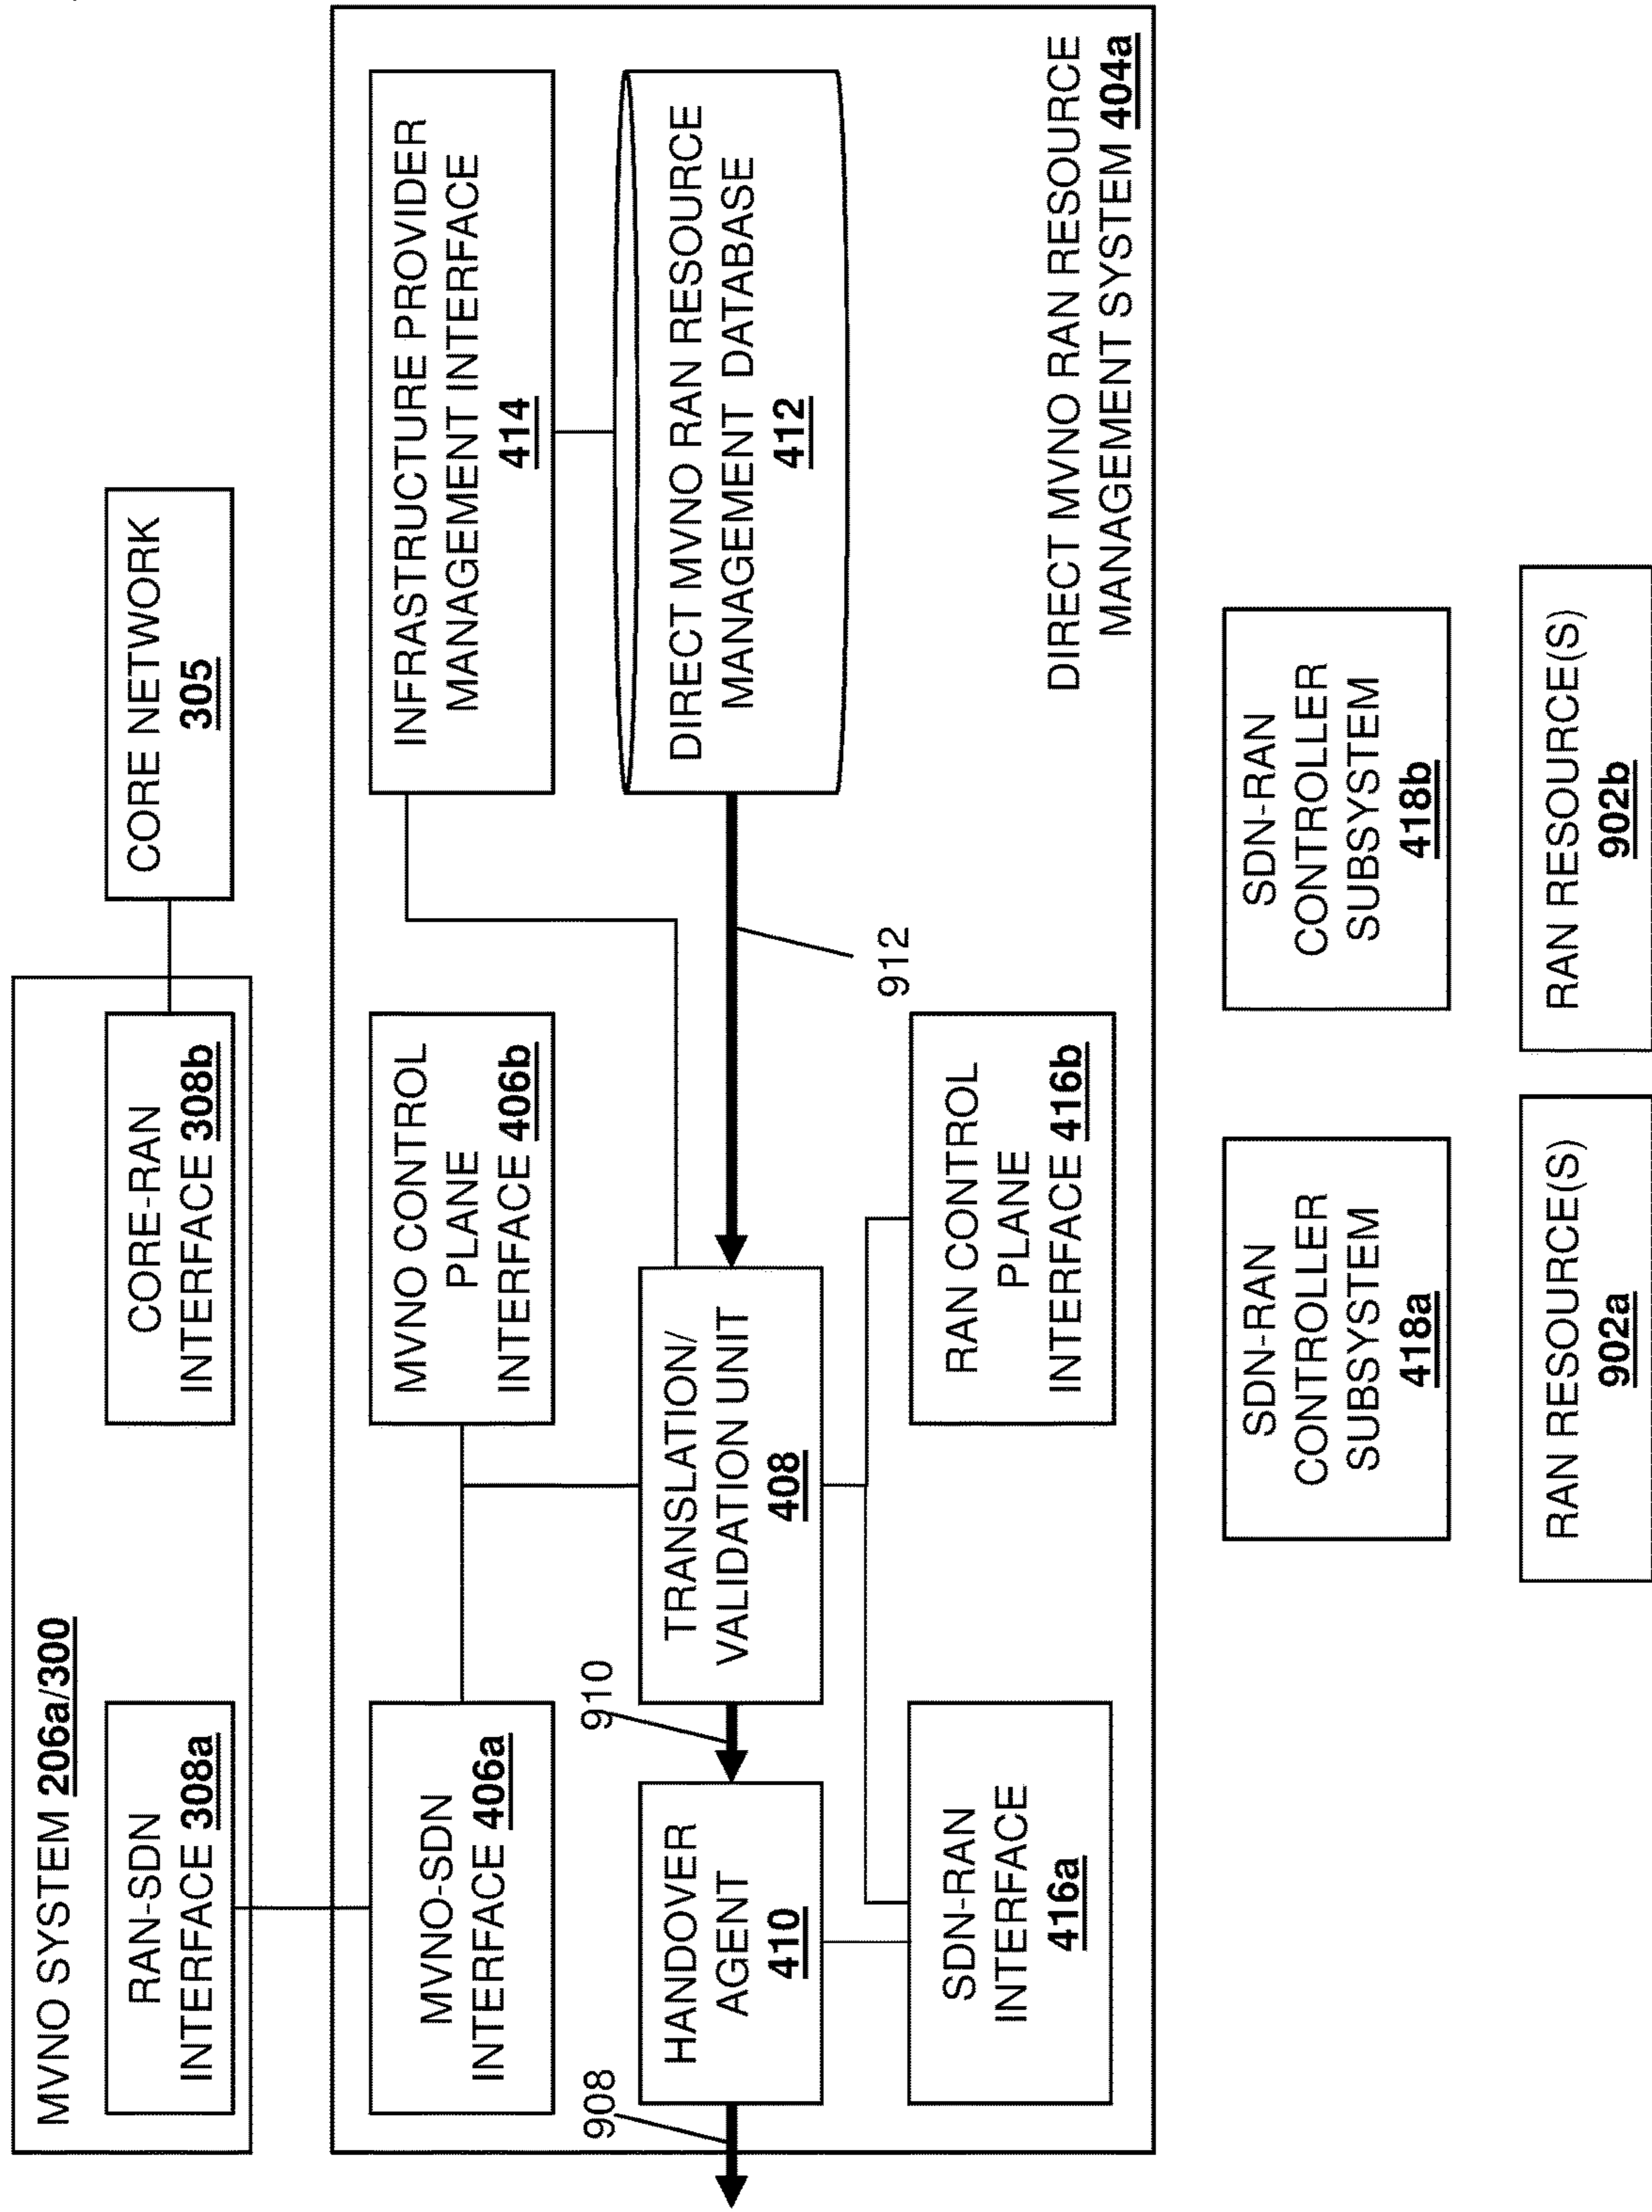 MVNO SYSTEM 206a/300
RAN-SDN
INTERFACE 308a
CORE-RAN
INTERFACE 308b
CORE NETWORK
305
MVNO-SDN
INTERFACE 406a
MVNO CONTROL
PLANE
INTERFACE 406b
INFRASTRUCTURE PROVIDER
MANAGEMENT INTERFACE
414
908
HANDOVER
AGENT
410
910
TRANSLATION/
VALIDATION UNIT
408
912
DIRECT MVNO RAN RESOURCE
MANAGEMENT DATABASE
412
SDN-RAN
INTERFACE
416a
RAN CONTROL
PLANE
INTERFACE 416b
DIRECT MVNO RAN RESOURCE
MANAGEMENT SYSTEM 404a
SDN-RAN
CONTROLLER
SUBSYSTEM
418a
SDN-RAN
CONTROLLER
SUBSYSTEM
418b
RAN RESOURCE(S)
902a
RAN RESOURCE(S)
902b